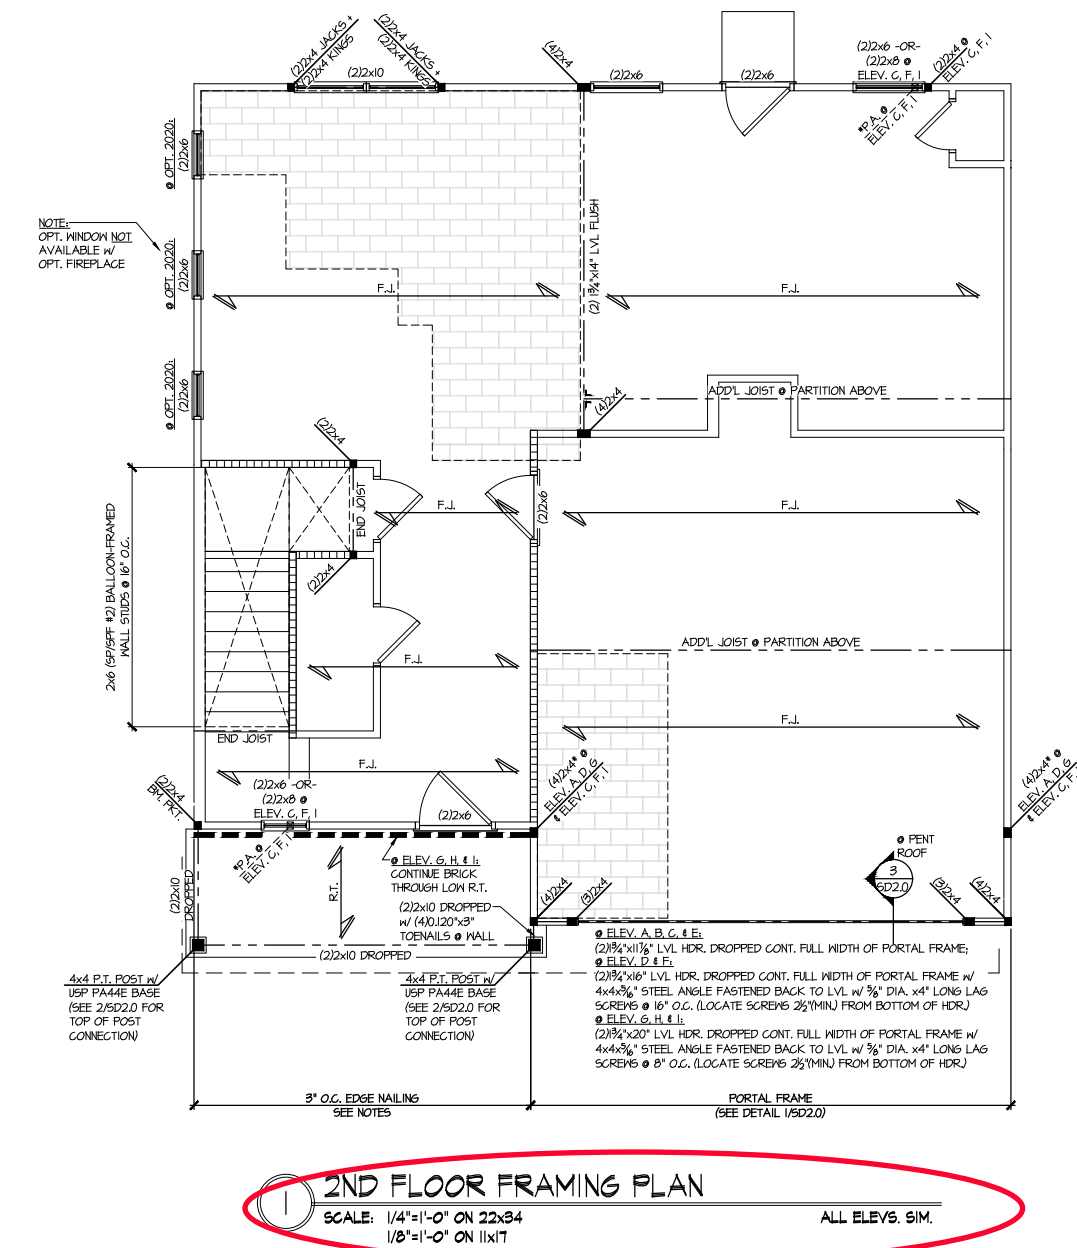 (2)2x4 JACKS +
(2)2x4 KINGS
(2)2x10
(2)2x4 JACKS +
(2)2x4 KINGS
(4)2x4
(2)2x6
(2)2x6
(2)2x6 -OR-
(2)2x8 @
ELEV. C, F, I
(2)2x4 @
ELEV. C, F, I
"P.A." @
ELEV. C, F, I
@ OPT. 2020:
(2)2x6
NOTE:
OPT. WINDOW NOT
AVAILABLE w/
OPT. FIREPLACE
@ OPT. 2020:
(2)2x6
@ OPT. 2020:
(2)2x6
F.J.
(2) 1¾"x14" LVL FLUSH
F.J.
ADD'L JOIST @ PARTITION ABOVE
(4)2x4
(2)2x4
END JOIST
F.J.
(2)2x6
F.J.
2x6 (SP/SPF #2) BALLOON-FRAMED
WALL STUDS @ 16" O.C.
(2)2x4
F.J.
ADD'L JOIST @ PARTITION ABOVE
F.J.
END JOIST
F.J.
(2)2x4
BM. PKT.
(2)2x6 -OR-
(2)2x8 @
ELEV. C, F, I
(2)2x6
(4)2x4" @
ELEV. A, D, G
& ELEV. C, F, I
(4)2x4" @
ELEV. A, D, G
& ELEV. C, F, I
"P.A." @
ELEV. C, F, I
@ ELEV. G, H, & I:
CONTINUE BRICK
THROUGH LOW R.T.
R.T.
(2)2x10
DROPPED
(2)2x10 DROPPED
w/ (4)0.120"x3"
TOENAILS @ WALL
(2)2x10 DROPPED
(4)2x4
(3)2x4
@ PENT
ROOF
3
SD2.0
(3)2x4
(4)2x4
4x4 P.T. POST w/
USP PA44E BASE
(SEE 2/SD2.0 FOR
TOP OF POST
CONNECTION)
4x4 P.T. POST w/
USP PA44E BASE
(SEE 2/SD2.0 FOR
TOP OF POST
CONNECTION)
@ ELEV. A, B, C, & E:
(2)1¾"x11⅞" LVL HDR. DROPPED CONT. FULL WIDTH OF PORTAL FRAME;
@ ELEV. D & F:
(2)1¾"x16" LVL HDR. DROPPED CONT. FULL WIDTH OF PORTAL FRAME w/
4x4x5/16" STEEL ANGLE FASTENED BACK TO LVL w/ ⅝" DIA. x4" LONG LAG
SCREWS @ 16" O.C. (LOCATE SCREWS 2½"(MIN.) FROM BOTTOM OF HDR.)
@ ELEV. G, H, & I:
(2)1¾"x20" LVL HDR. DROPPED CONT. FULL WIDTH OF PORTAL FRAME w/
4x4x5/16" STEEL ANGLE FASTENED BACK TO LVL w/ ⅝" DIA. x4" LONG LAG
SCREWS @ 8" O.C. (LOCATE SCREWS 2½"(MIN.) FROM BOTTOM OF HDR.)
3" O.C. EDGE NAILING
SEE NOTES
PORTAL FRAME
(SEE DETAIL 1/SD2.0)
1
2ND FLOOR FRAMING PLAN
SCALE: 1/4"=1'-0" ON 22x34
ALL ELEVS. SIM.
1/8"=1'-0" ON 11x17